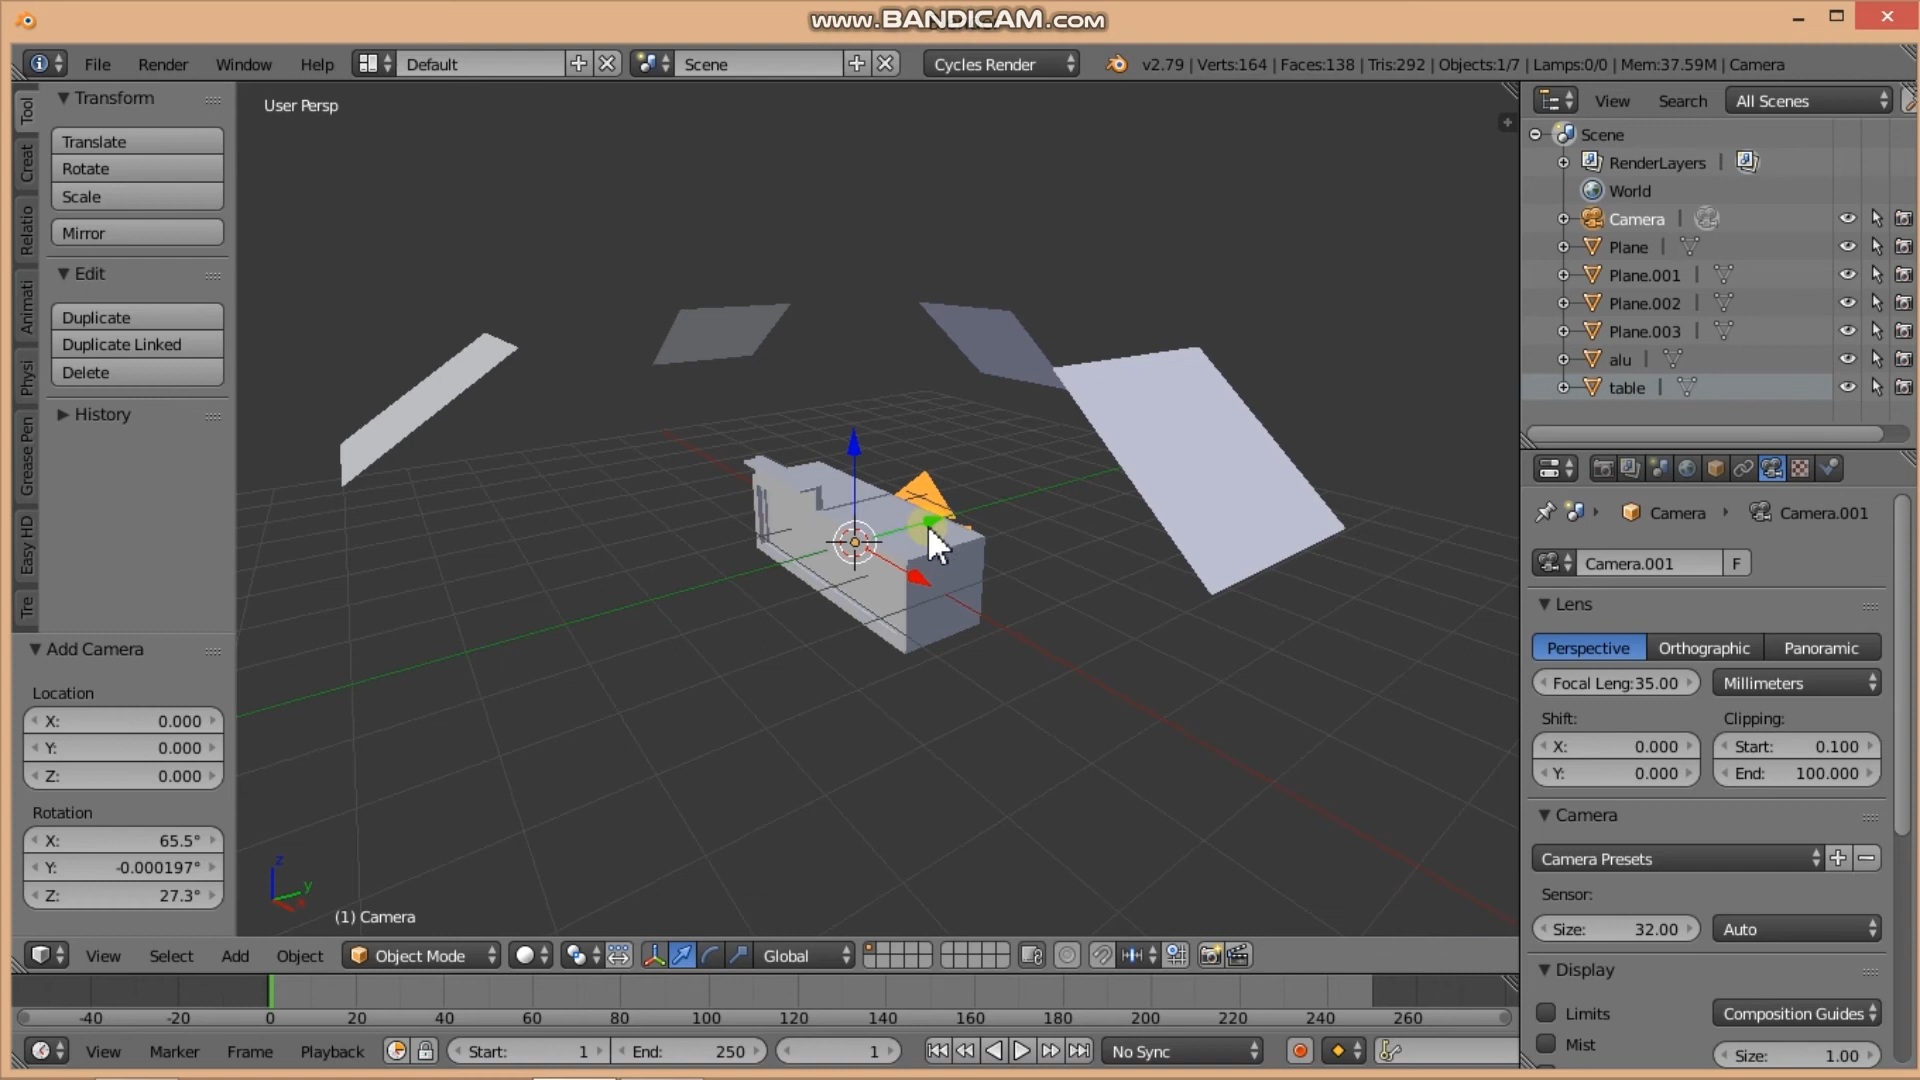 www.BANDICAM.com
File Render Window Help Default Scene Cycles Render v2.79 | Verts:164 | Faces:138 | Tris:292 | Objects:1/7 | Lamps:0/0 | Mem:37.59M | Camera
Tool
Creat
Relatio
Animati
Physi
Grease Pen
Easy HD
Tre
Transform
Translate
Rotate
Scale
Mirror
Edit
Duplicate
Duplicate Linked
Delete
History
Add Camera
Location
X: 0.000
Y: 0.000
Z: 0.000
Rotation
X: 65.5°
Y: -0.000197°
Z: 27.3°
User Persp
z
y
x
(1) Camera
View Search All Scenes
Scene
RenderLayers |
World
Camera |
Plane |
Plane.001 |
Plane.002 |
Plane.003 |
alu |
table |
Camera Camera.001
Camera.001 F
Lens
Perspective Orthographic Panoramic
Focal Leng:35.00 Millimeters
Shift: Clipping:
X: 0.000 Start: 0.100
Y: 0.000 End: 100.000
Camera
Camera Presets
Sensor:
Size: 32.00 Auto
Display
Limits Composition Guides
Mist
Size: 1.00
View Select Add Object Object Mode Global
-40 -20 0 20 40 60 80 100 120 140 160 180 200 220 240 260
View Marker Frame Playback Start: 1 End: 250 1 No Sync